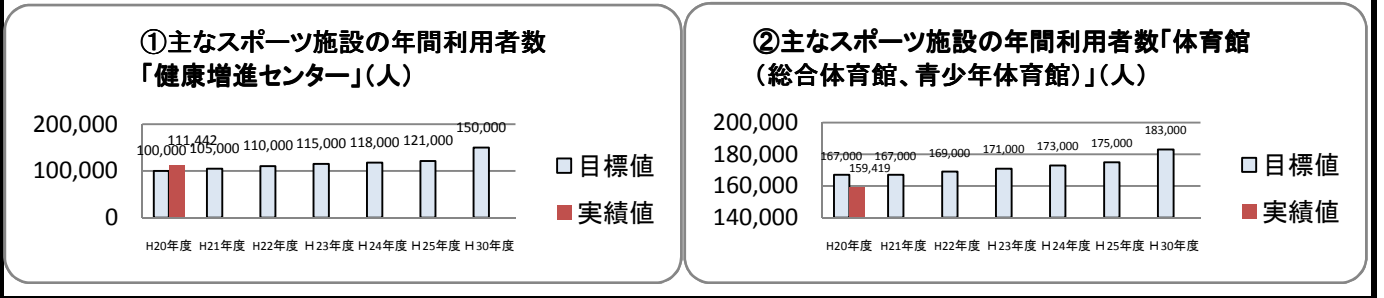 ①主なスポーツ施設の年間利用者数
「健康増進センター」(人)
200,000
100,000
0
100,000 111,442 105,000 110,000 115,000 118,000 121,000 150,000
H20年度 H21年度 H22年度 H23年度 H24年度 H25年度 H30年度
目標値
実績値
②主なスポーツ施設の年間利用者数「体育館
(総合体育館、青少年体育館)」(人)
200,000
180,000
160,000
140,000
167,000 159,419 167,000 169,000 171,000 173,000 175,000 183,000
H20年度 H21年度 H22年度 H23年度 H24年度 H25年度 H30年度
目標値
実績値